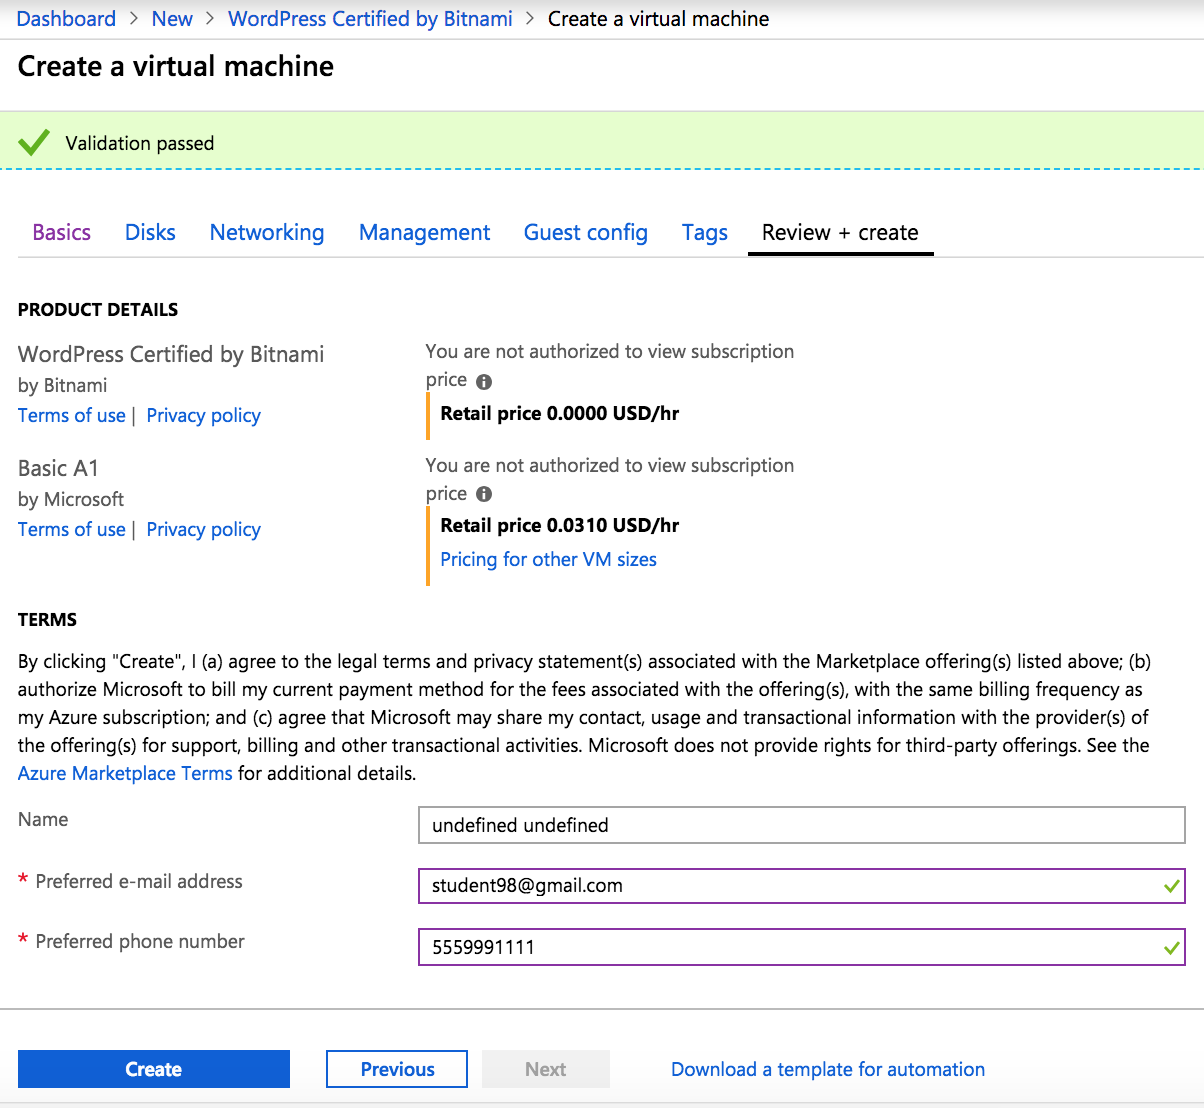 Dashboard > New > WordPress Certified by Bitnami > Create a virtual machine
Create a virtual machine
Validation passed
Basics Disks Networking Management Guest config Tags Review + create
PRODUCT DETAILS
WordPress Certified by Bitnami
by Bitnami
Terms of use | Privacy policy
You are not authorized to view subscription
price
Retail price 0.0000 USD/hr
Basic A1
by Microsoft
Terms of use | Privacy policy
You are not authorized to view subscription
price
Retail price 0.0310 USD/hr
Pricing for other VM sizes
TERMS
By clicking "Create", I (a) agree to the legal terms and privacy statement(s) associated with the Marketplace offering(s) listed above; (b)
authorize Microsoft to bill my current payment method for the fees associated with the offering(s), with the same billing frequency as
my Azure subscription; and (c) agree that Microsoft may share my contact, usage and transactional information with the provider(s) of
the offering(s) for support, billing and other transactional activities. Microsoft does not provide rights for third-party offerings. See the
Azure Marketplace Terms for additional details.
Name
undefined undefined
* Preferred e-mail address
student98@gmail.com
* Preferred phone number
5559991111
Create Previous Next Download a template for automation